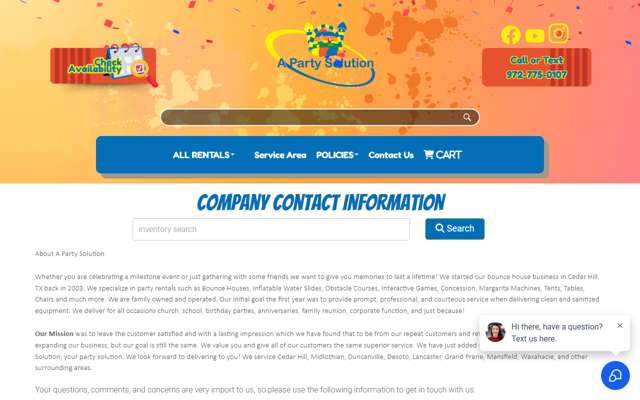 Check
Availability
A Party Solution
Call or Text
972-775-0107
ALL RENTALS
Service Area
POLICIES
Contact Us
CART
COMPANY CONTACT INFORMATION
inventory search
Search
About A Party Solution
Whether you are celebrating a milestone event or just gathering with some friends we want to give you memories to last a lifetime! We started our bounce house business in Cedar Hill,
TX back in 2003. We specialize in party rentals such as Bounce Houses, Inflatable Water Slides, Obstacle Courses, Interactive Games, Concession, Margarita Machines, Tents, Tables,
Chairs and much more. We are family owned and operated. Our initial goal the first year was to provide prompt, professional, and courteous service when delivering clean and sanitized
equipment. We deliver for all occasions church, school, birthday parties, anniversaries, family reunion, corporate function, and just because!
Our Mission was to leave the customer satisfied and with a lasting impression which we have found that to be from our repeat customers and
expanding our business, but our goal is still the same. We value you and give all of our customers the same superior service. We have just added
Solution, your party solution. We look forward to delivering to you! We service Cedar Hill, Midlothian, Duncanville, Desoto, Lancaster, Grand Prairie, Mansfield, Waxahacie, and other
surrounding areas.
Your questions, comments, and concerns are very import to us, so please use the following information to get in touch with us.
Hi there, have a question?
Text us here.